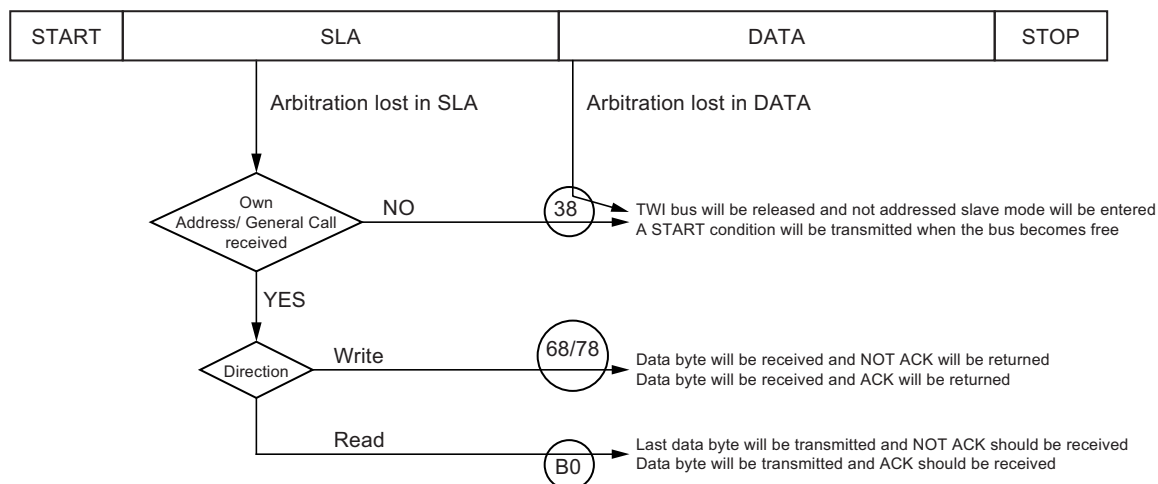 START SLA DATA STOP
Arbitration lost in SLA
Arbitration lost in DATA
Own
Address/ General Call
received
NO
38
TWI bus will be released and not addressed slave mode will be entered
A START condition will be transmitted when the bus becomes free
YES
Direction
Write
68/78
Data byte will be received and NOT ACK will be returned
Data byte will be received and ACK will be returned
Read
B0
Last data byte will be transmitted and NOT ACK should be received
Data byte will be transmitted and ACK should be received